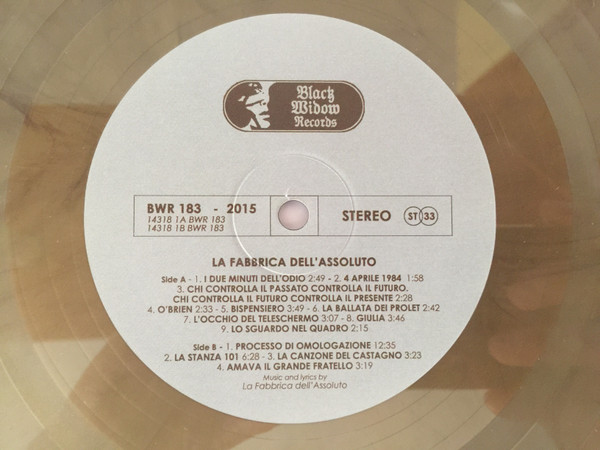 Black
Widow
Records
BWR 183 - 2015
14318 1A BWR 183
14318 1B BWR 183
STEREO
ST 33
LA FABBRICA DELL'ASSOLUTO
Side A - 1. I DUE MINUTI DELL'ODIO 2:49 - 2. 4 APRILE 1984 1:58
3. CHI CONTROLLA IL PASSATO CONTROLLA IL FUTURO.
CHI CONTROLLA IL FUTURO CONTROLLA IL PRESENTE 2:28
4. O'BRIEN 2:33 - 5. BISPENSIERO 3:49 - 6. LA BALLATA DEI PROLET 2:42
7. L'OCCHIO DEL TELESCHERMO 3:07 - 8. GIULIA 3:46
9. LO SGUARDO NEL QUADRO 2:15
Side B - 1. PROCESSO DI OMOLOGAZIONE 12:35
2. LA STANZA 101 6:28 - 3. LA CANZONE DEL CASTAGNO 3:23
4. AMAVA IL GRANDE FRATELLO 3:19
Music and lyrics by
La Fabbrica dell'Assoluto